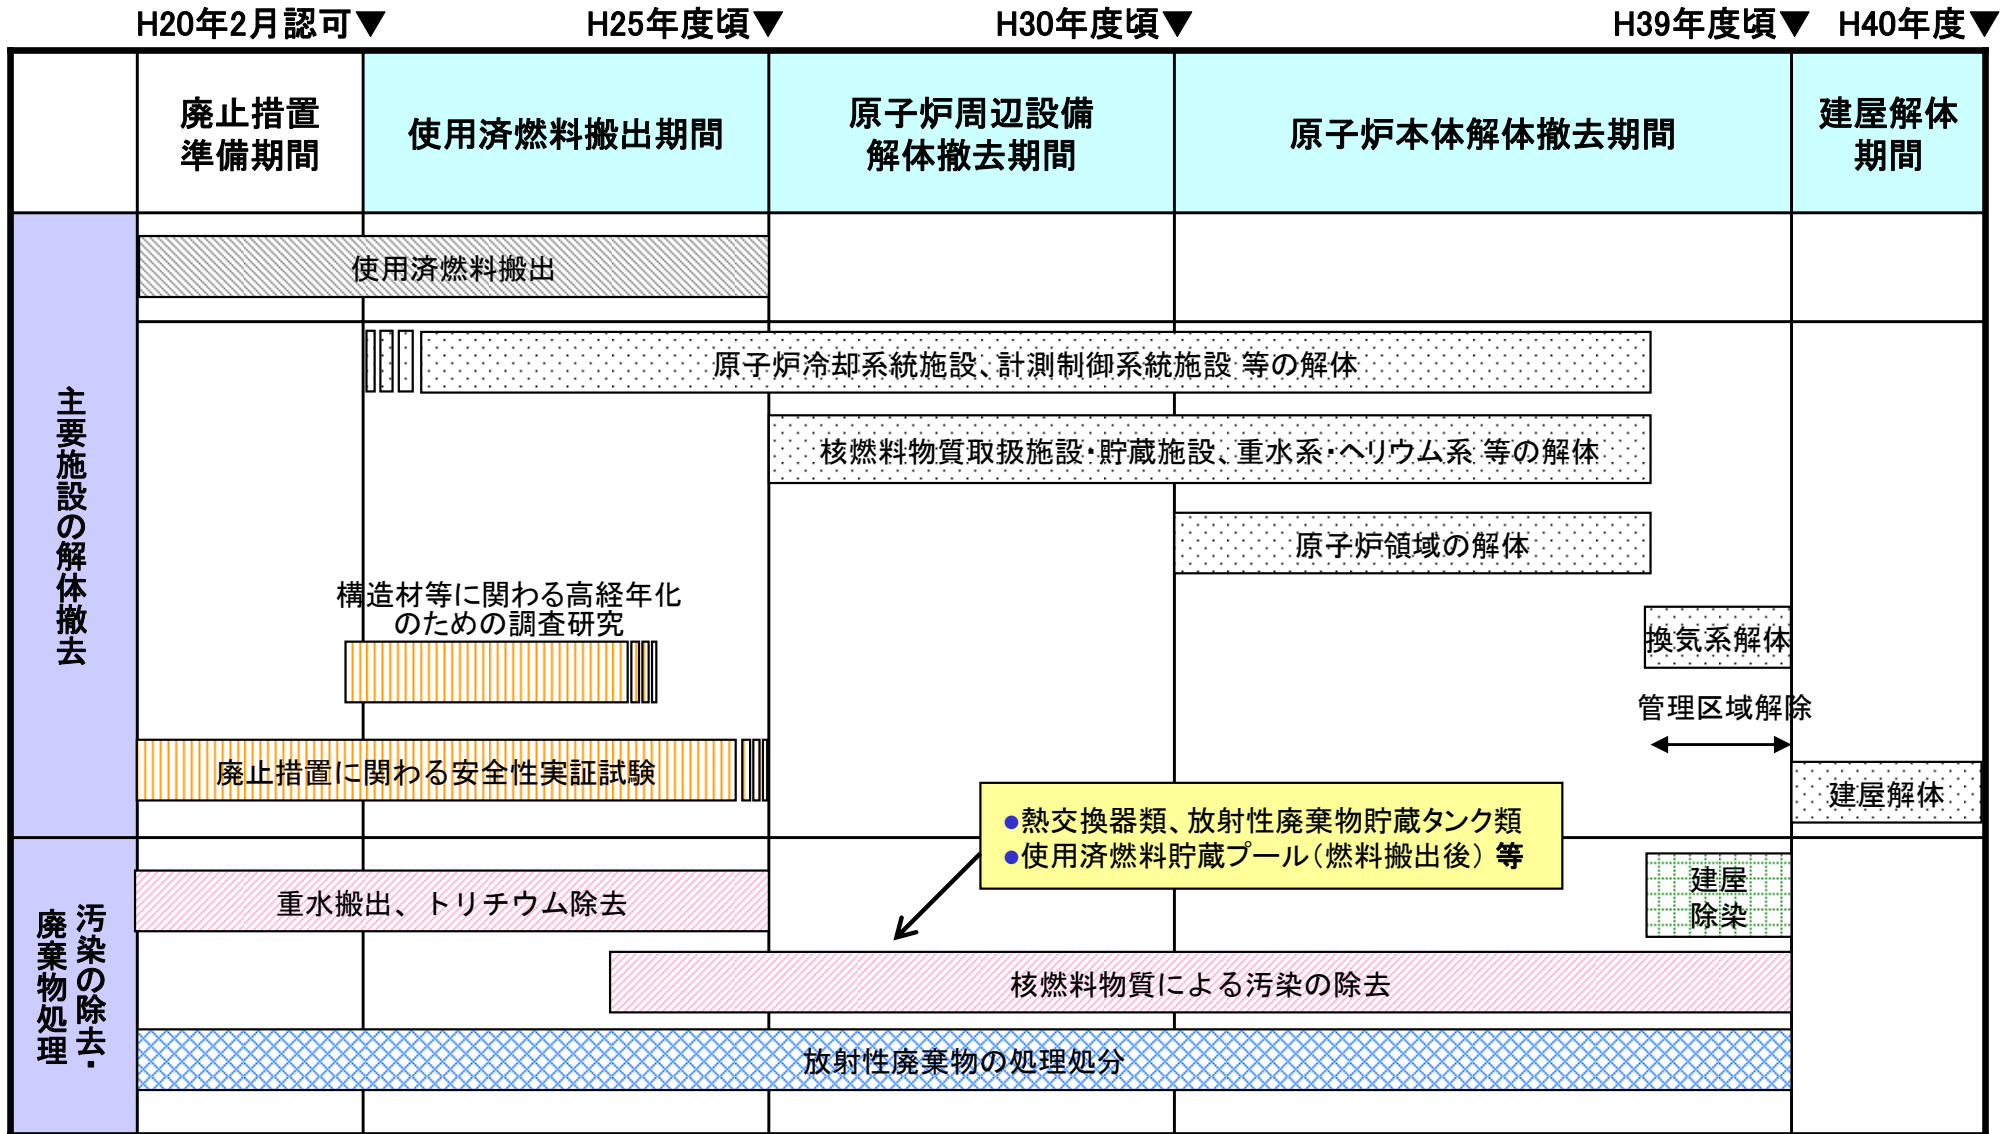 H20年2月認可▼
H25年度頃▼
H30年度頃▼
H39年度頃▼
H40年度▼
廃止措置
準備期間
使用済燃料搬出期間
原子炉周辺設備
解体撤去期間
原子炉本体解体撤去期間
建屋解体
期間
主要施設の解体撤去
使用済燃料搬出
原子炉冷却系統施設、計測制御系統施設 等の解体
核燃料物質取扱施設・貯蔵施設、重水系・ヘリウム系 等の解体
原子炉領域の解体
構造材等に関わる高経年化
のための調査研究
換気系解体
管理区域解除
廃止措置に関わる安全性実証試験
建屋解体
●熱交換器類、放射性廃棄物貯蔵タンク類
●使用済燃料貯蔵プール（燃料搬出後）等
汚染の除去・
廃棄物処理
重水搬出、トリチウム除去
建屋
除染
核燃料物質による汚染の除去
放射性廃棄物の処理処分